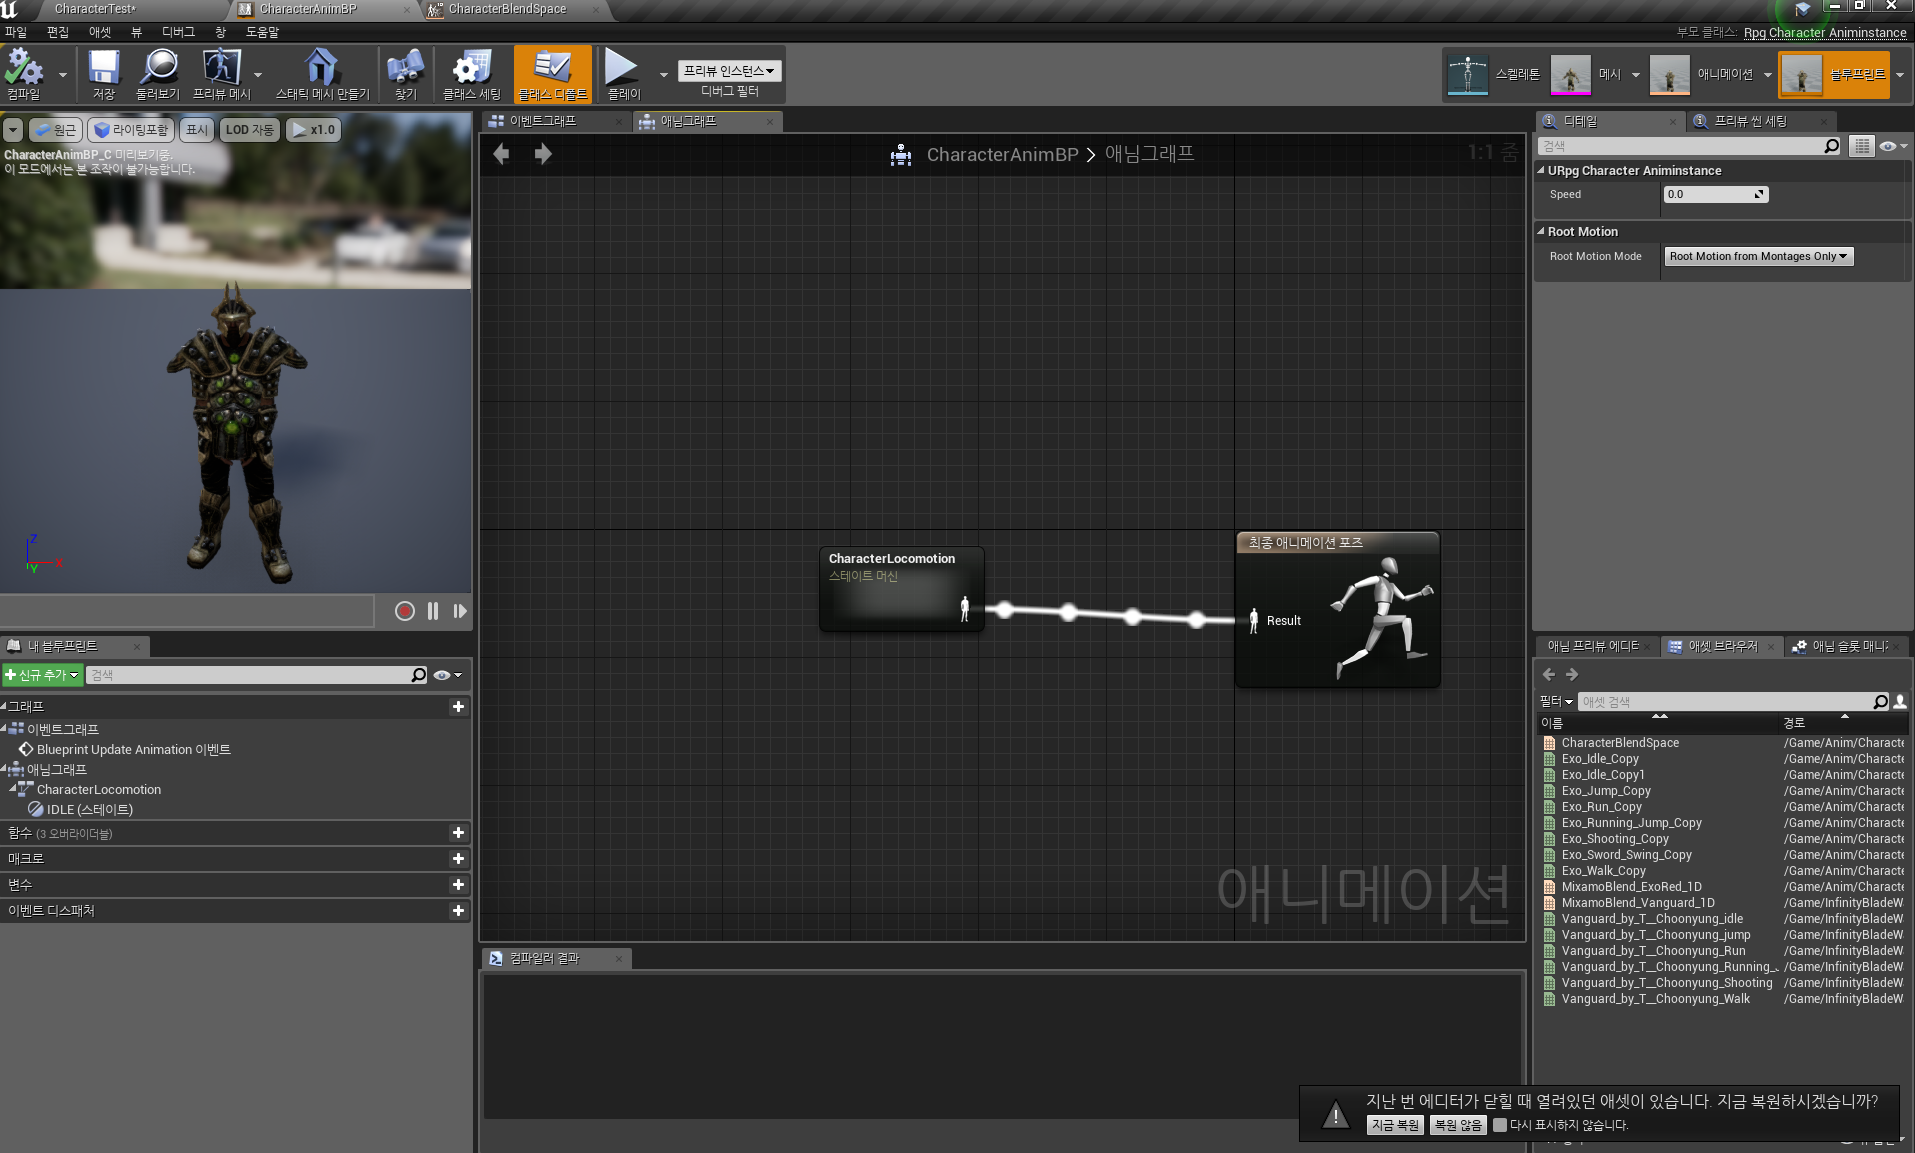 CharacterTest*
CharacterAnimBP
CharacterBlendSpace
파일 편집 애셋 뷰 디버그 창 도움말
부모 클래스: Rpg Character Animinstance
컴파일
저장
둘러보기
프리뷰 메시
스태틱 메시 만들기
찾기
클래스 세팅
클래스 디폴트
플레이
프리뷰 인스턴스
디버그 필터
스켈레톤
메시
애니메이션
블루프린트
원근
라이팅포함
표시
LOD 자동
x1.0
CharacterAnimBP_C 미리보기중.
이 모드에서는 본 조작이 불가능합니다.
Z
X
Y
내 블루프린트
신규 추가
검색
그래프
이벤트그래프
Blueprint Update Animation 이벤트
애님그래프
CharacterLocomotion
IDLE (스테이트)
함수 (3 오버라이더블)
매크로
변수
이벤트 디스패처
이벤트그래프
애님그래프
CharacterAnimBP > 애님그래프
1:1 줌
CharacterLocomotion
스테이트 머신
최종 애니메이션 포즈
Result
애니메이션
컴파일러 결과
디테일
프리뷰 씬 세팅
검색
URpg Character Animinstance
Speed
0.0
Root Motion
Root Motion Mode
Root Motion from Montages Only
애님 프리뷰 에디터
애셋 브라우저
애님 슬롯 매니
필터
애셋 검색
이름 경로
CharacterBlendSpace /Game/Anim/Characte
Exo_Idle_Copy /Game/Anim/Characte
Exo_Idle_Copy1 /Game/Anim/Characte
Exo_Jump_Copy /Game/Anim/Characte
Exo_Run_Copy /Game/Anim/Characte
Exo_Running_Jump_Copy /Game/Anim/Characte
Exo_Shooting_Copy /Game/Anim/Characte
Exo_Sword_Swing_Copy /Game/Anim/Characte
Exo_Walk_Copy /Game/Anim/Characte
MixamoBlend_ExoRed_1D /Game/Anim/Characte
MixamoBlend_Vanguard_1D /Game/InfinityBladeW
Vanguard_by_T__Choonyung_idle /Game/InfinityBladeW
Vanguard_by_T__Choonyung_jump /Game/InfinityBladeW
Vanguard_by_T__Choonyung_Run /Game/InfinityBladeW
Vanguard_by_T__Choonyung_Running_ /Game/InfinityBladeW
Vanguard_by_T__Choonyung_Shooting /Game/InfinityBladeW
Vanguard_by_T__Choonyung_Walk /Game/InfinityBladeW
지난 번 에디터가 닫힐 때 열려있던 애셋이 있습니다. 지금 복원하시겠습니까?
지금 복원
복원 않음
다시 표시하지 않습니다.